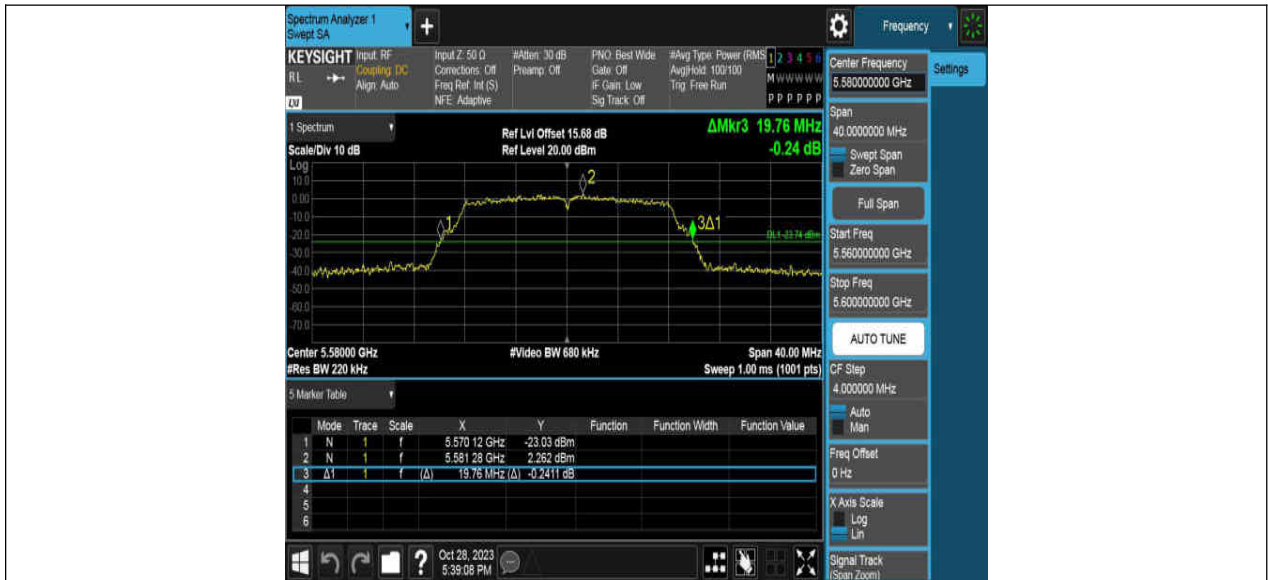 Spectrum Analyzer 1
Swept SA
+
Frequency
KEYSIGHT
RL
LXI
Input: RF
Coupling: DC
Align: Auto
Input Z: 50 Ω
Corrections: Off
Freq Ref: Int (S)
NFE: Adaptive
#Atten: 30 dB
Preamp: Off
PNO: Best Wide
Gate: Off
IF Gain: Low
Sig Track: Off
#Avg Type: Power (RMS
Avg|Hold: 100/100
Trig: Free Run
1 2 3 4 5 6
M W W W W W
P P P P P P
Center Frequency
5.580000000 GHz
Settings
Span
40.0000000 MHz
Swept Span
Zero Span
Full Span
Start Freq
5.560000000 GHz
Stop Freq
5.600000000 GHz
AUTO TUNE
CF Step
4.000000 MHz
Auto
Man
Freq Offset
0 Hz
X Axis Scale
Log
Lin
Signal Track
(Span Zoom)
1 Spectrum
Ref Lvl Offset 15.68 dB
ΔMkr3 19.76 MHz
Scale/Div 10 dB
Ref Level 20.00 dBm
-0.24 dB
Log
10.0
0.00
-10.0
-20.0
-30.0
-40.0
-50.0
-60.0
-70.0
1
2
3Δ1
DL1 -23.74 dBm
Center 5.58000 GHz
#Video BW 680 kHz
Span 40.00 MHz
#Res BW 220 kHz
Sweep 1.00 ms (1001 pts)
5 Marker Table
Mode Trace Scale X Y Function Function Width Function Value
1 N 1 f 5.570 12 GHz -23.03 dBm
2 N 1 f 5.581 28 GHz 2.262 dBm
3 Δ1 1 f (Δ) 19.76 MHz (Δ) -0.2411 dB
4
5
6
?
Oct 28, 2023
5:39:08 PM